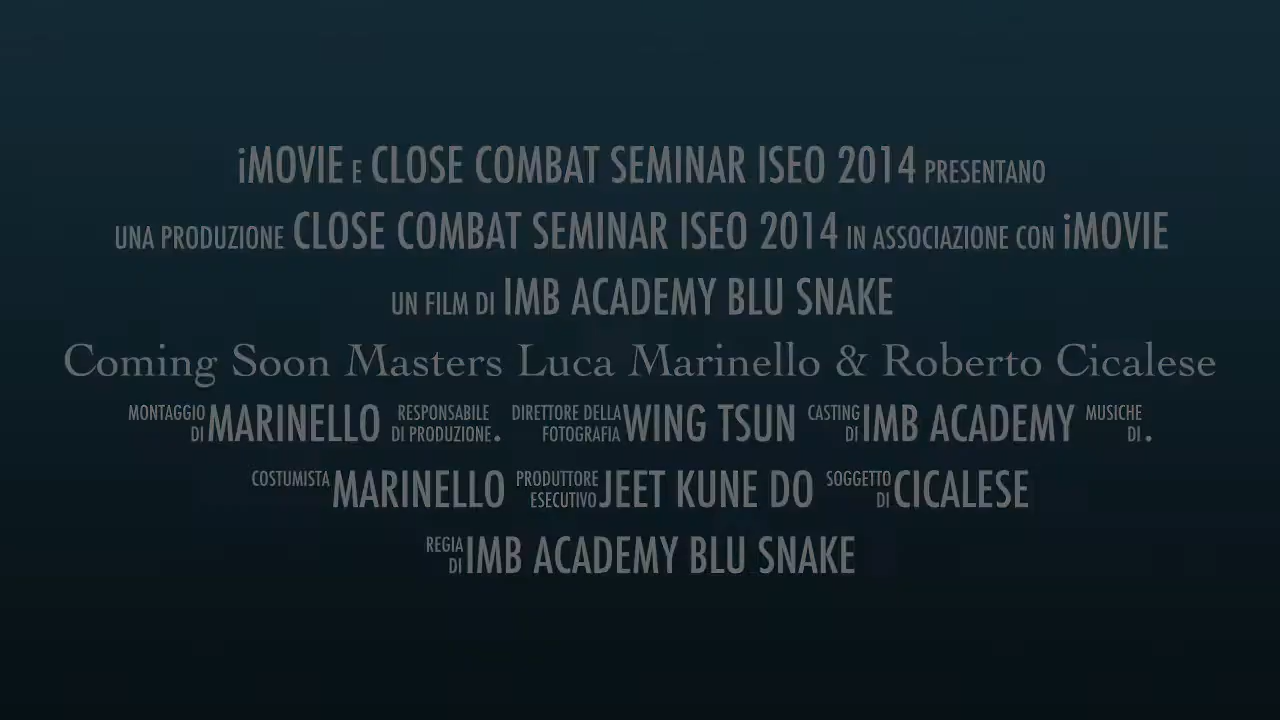 iMOVIE E CLOSE COMBAT SEMINAR ISEO 2014 PRESENTANO
UNA PRODUZIONE CLOSE COMBAT SEMINAR ISEO 2014 IN ASSOCIAZIONE CON iMOVIE
UN FILM DI IMB ACADEMY BLU SNAKE
Coming Soon Masters Luca Marinello & Roberto Cicalese
MONTAGGIO DI MARINELLO RESPONSABILE DI PRODUZIONE . DIRETTORE DELLA FOTOGRAFIA WING TSUN CASTING DI IMB ACADEMY MUSICHE DI .
COSTUMISTA MARINELLO PRODUTTORE ESECUTIVO JEET KUNE DO SOGGETTO DI CICALESE
REGIA DI IMB ACADEMY BLU SNAKE